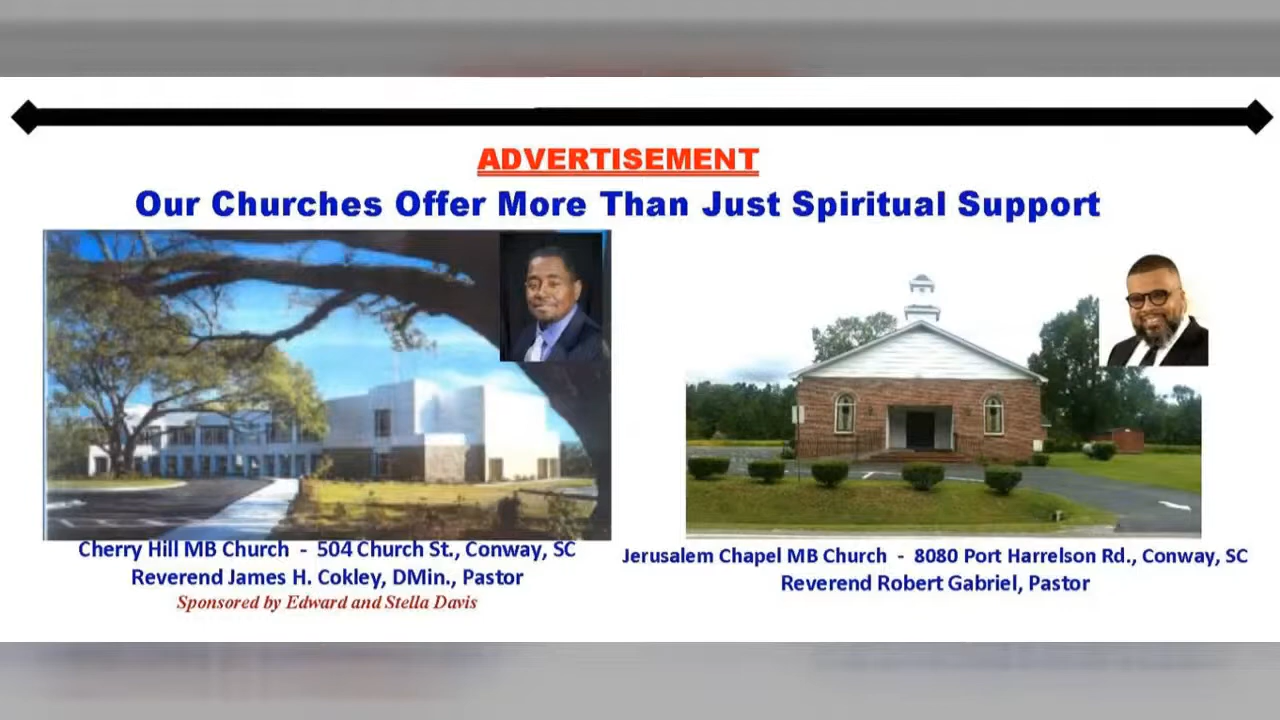 ADVERTISEMENT
Our Churches Offer More Than Just Spiritual Support
Cherry Hill MB Church - 504 Church St., Conway, SC
Reverend James H. Cokley, DMin., Pastor
Sponsored by Edward and Stella Davis
Jerusalem Chapel MB Church - 8080 Port Harrelson Rd., Conway, SC
Reverend Robert Gabriel, Pastor